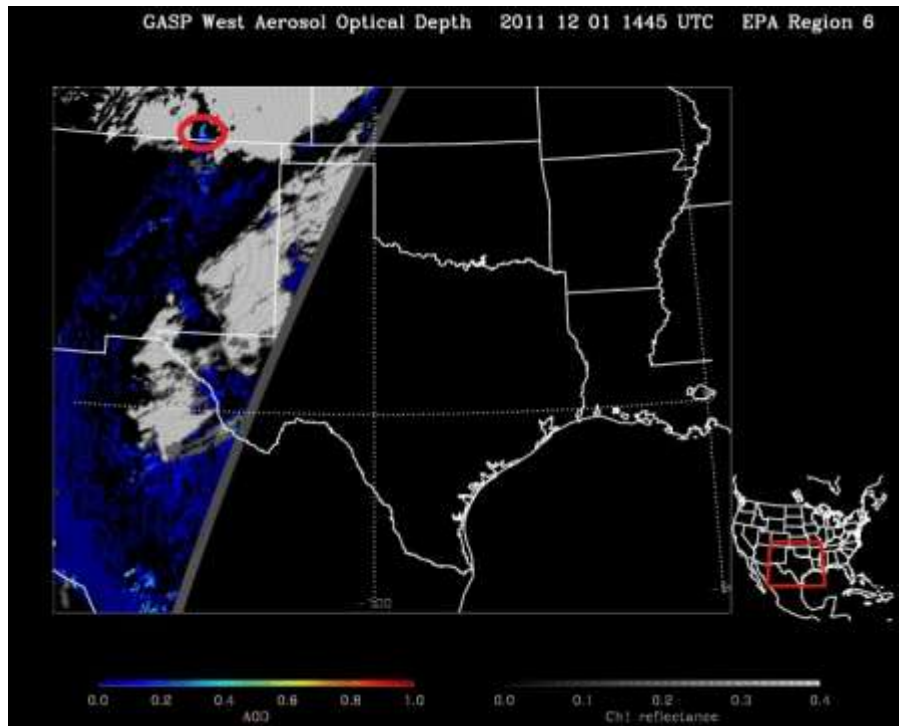 GASP West Aerosol Optical Depth 2011 12 01 1445 UTC EPA Region 6
-100
0.0 0.2 0.4 0.6 0.8 1.0
AOD
0.0 0.1 0.2 0.3 0.4
Ch1 reflectance